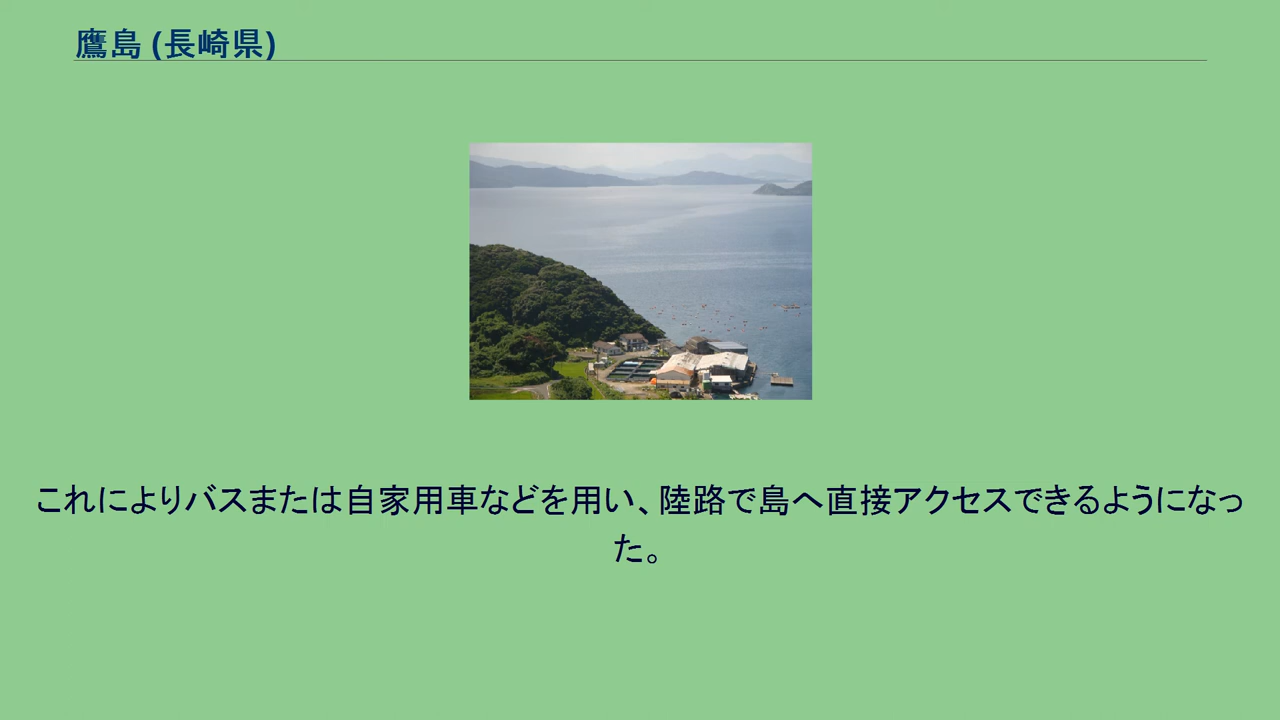 鷹島 (長崎県)
これによりバスまたは自家用車などを用い、陸路で島へ直接アクセスできるようになっ
た。